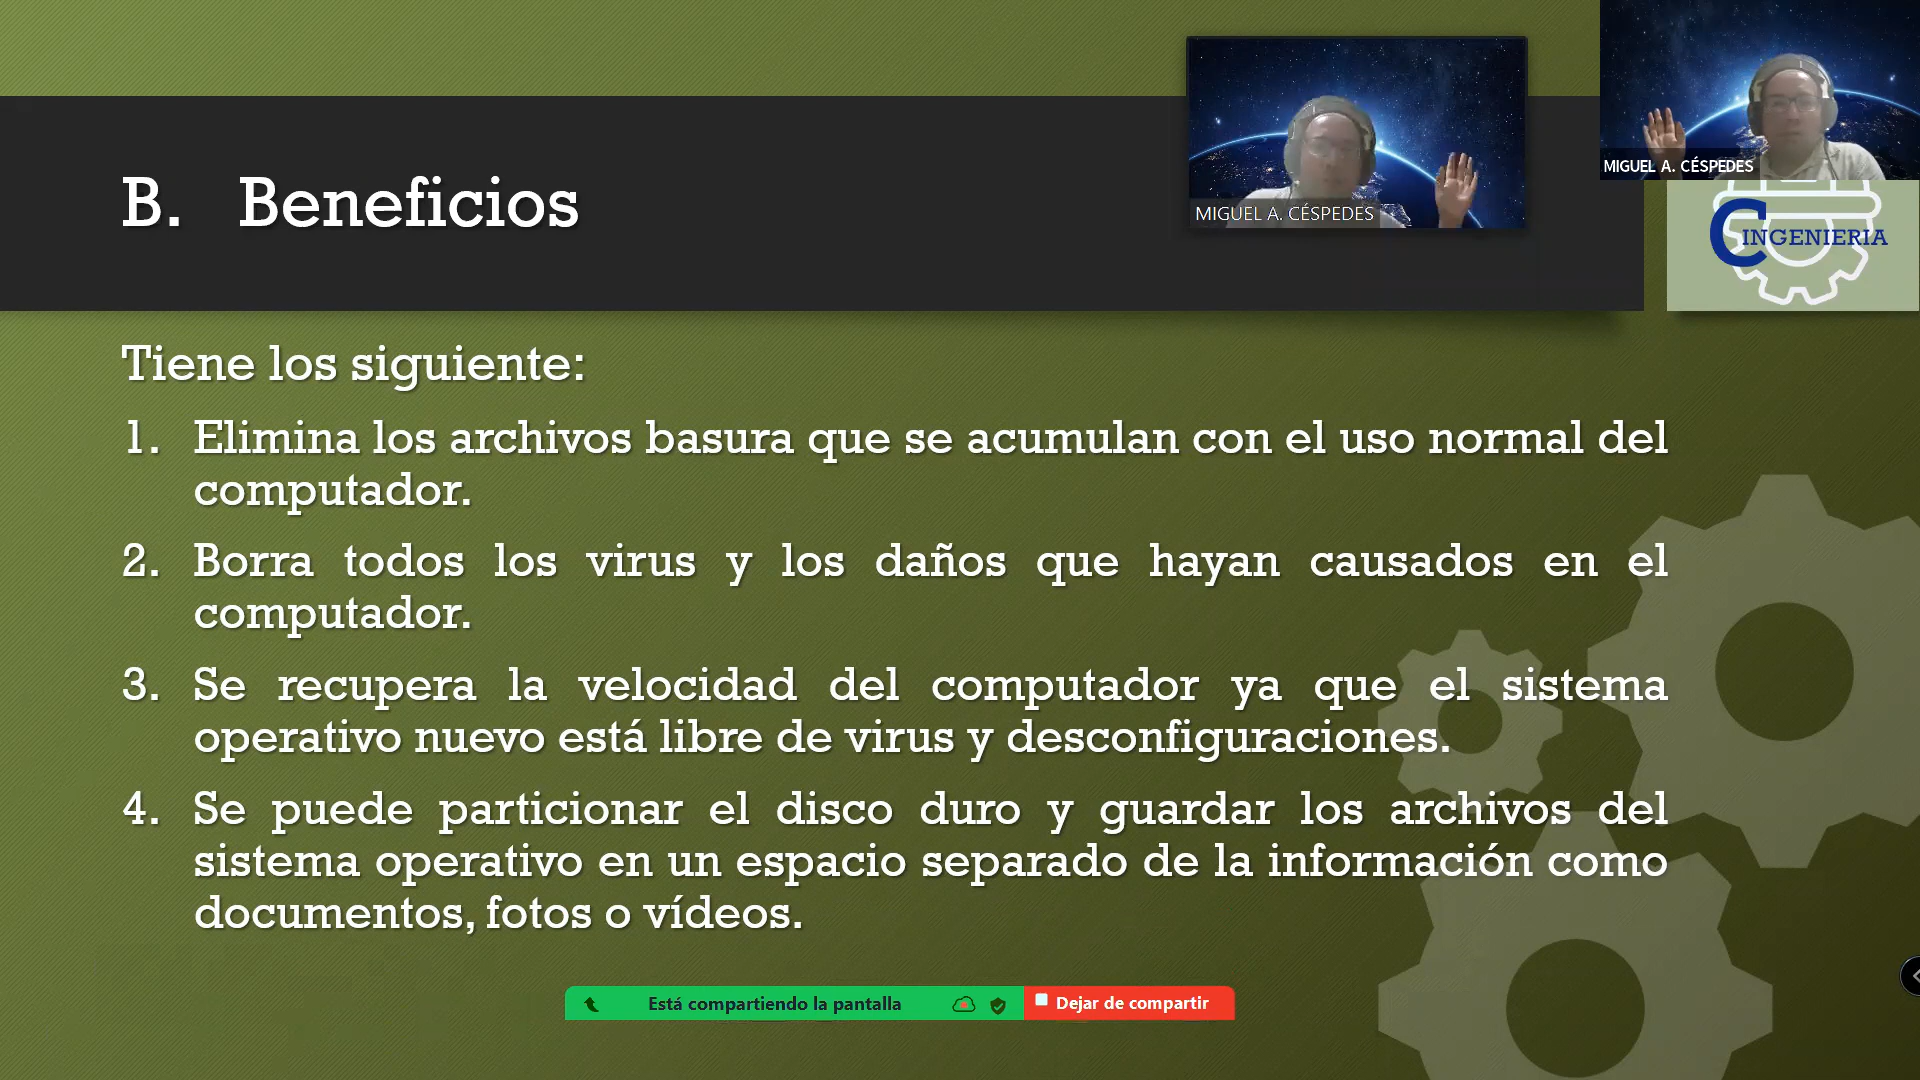 B. Beneficios
MIGUEL A. CÉSPEDES
MIGUEL A. CÉSPEDES
C INGENIERIA
Tiene los siguiente:
1. Elimina los archivos basura que se acumulan con el uso normal del
computador.
2. Borra todos los virus y los daños que hayan causados en el
computador.
3. Se recupera la velocidad del computador ya que el sistema
operativo nuevo está libre de virus y desconfiguraciones.
4. Se puede particionar el disco duro y guardar los archivos del
sistema operativo en un espacio separado de la información como
documentos, fotos o vídeos.
Está compartiendo la pantalla
Dejar de compartir